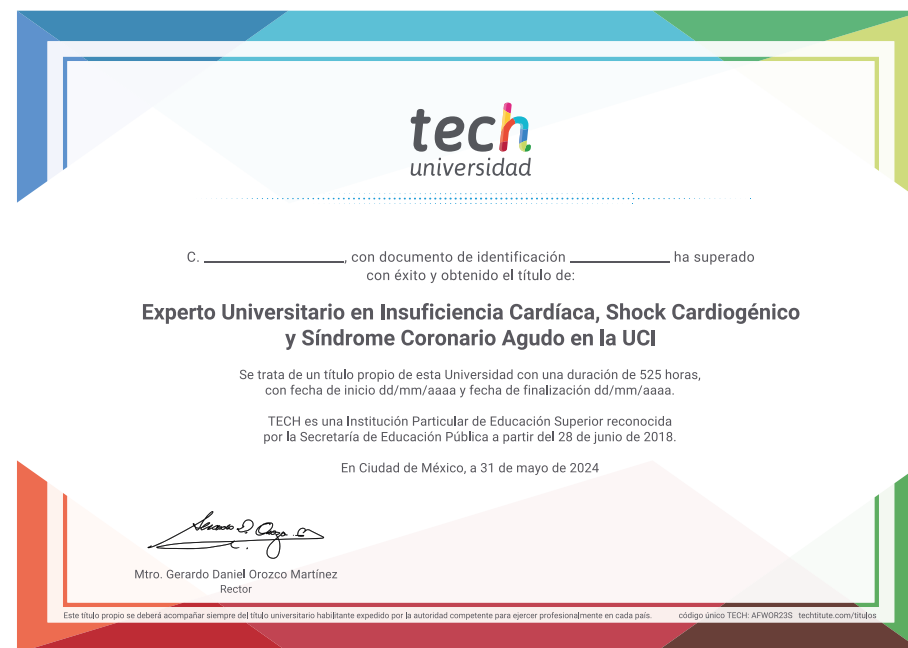 tech
universidad
C. ____________, con documento de identificación ____________ ha superado
con éxito y obtenido el título de:
Experto Universitario en Insuficiencia Cardíaca, Shock Cardiogénico
y Síndrome Coronario Agudo en la UCI
Se trata de un título propio de esta Universidad con una duración de 525 horas,
con fecha de inicio dd/mm/aaaa y fecha de finalización dd/mm/aaaa.
TECH es una Institución Particular de Educación Superior reconocida
por la Secretaría de Educación Pública a partir del 28 de junio de 2018.
En Ciudad de México, a 31 de mayo de 2024
Mtro. Gerardo Daniel Orozco Martínez
Rector
Este título propio se deberá acompañar siempre del título universitario habilitante expedido por la autoridad competente para ejercer profesionalmente en cada país. código único TECH: AFWOR23S techtitute.com/titulos